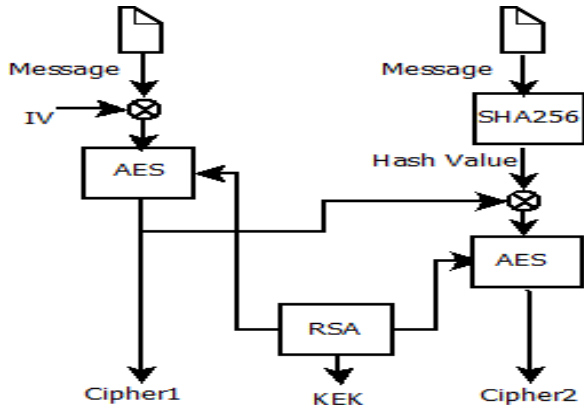 Message
Message
IV
SHA256
AES
Hash Value
AES
RSA
Cipher1
KEK
Cipher2